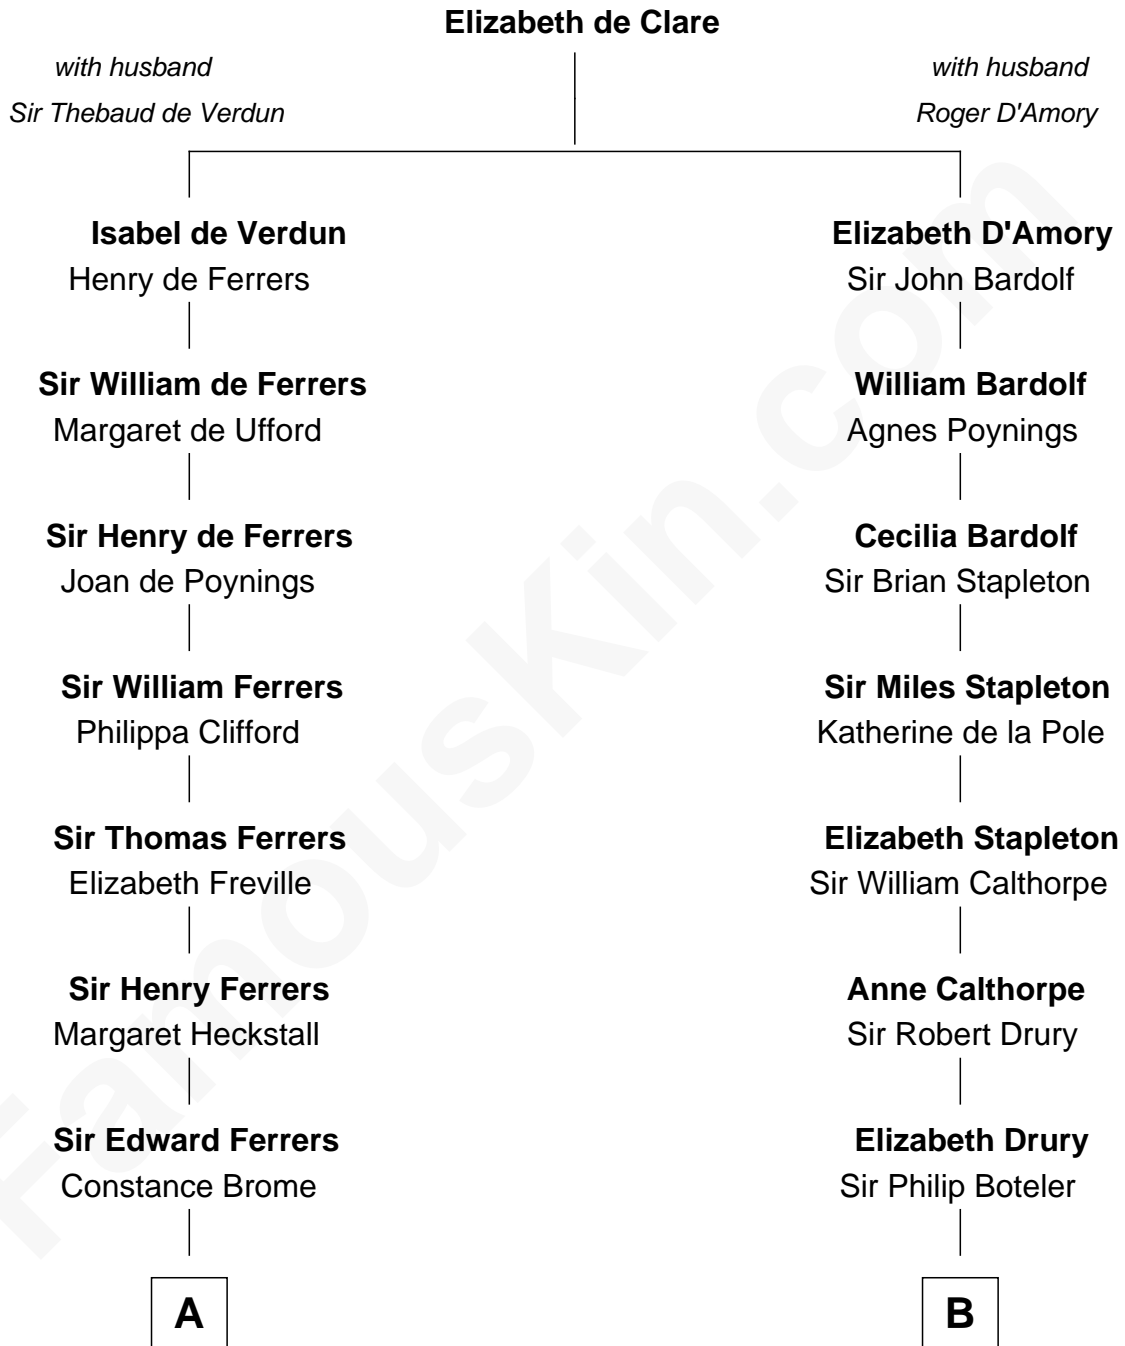 Elizabeth de Clare
with husband
Sir Thebaud de Verdun
with husband
Roger D'Amory
Isabel de Verdun
Henry de Ferrers
Elizabeth D'Amory
Sir John Bardolf
Sir William de Ferrers
Margaret de Ufford
William Bardolf
Agnes Poynings
Sir Henry de Ferrers
Joan de Poynings
Cecilia Bardolf
Sir Brian Stapleton
Sir William Ferrers
Philippa Clifford
Sir Miles Stapleton
Katherine de la Pole
Sir Thomas Ferrers
Elizabeth Freville
Elizabeth Stapleton
Sir William Calthorpe
Sir Henry Ferrers
Margaret Heckstall
Anne Calthorpe
Sir Robert Drury
Sir Edward Ferrers
Constance Brome
Elizabeth Drury
Sir Philip Boteler
A
B
FamousKin.com